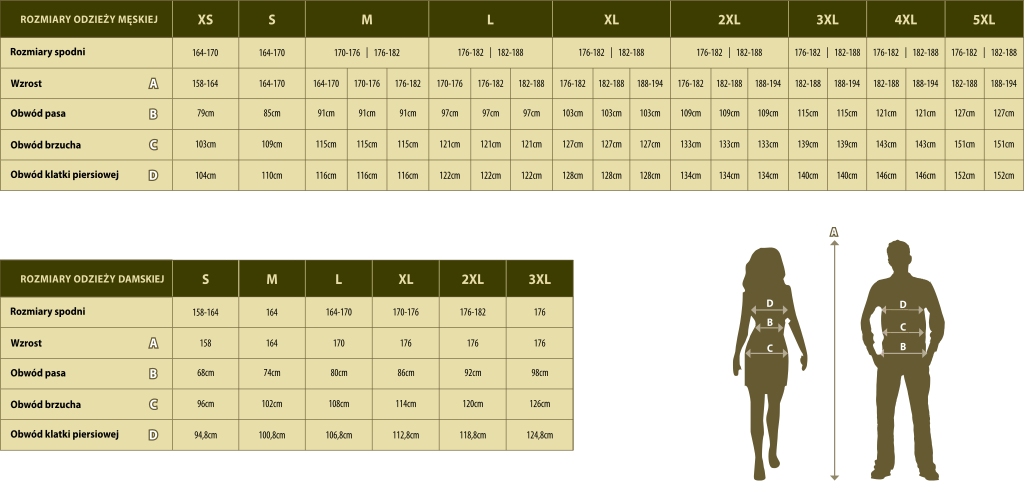 ROZMIARY ODZIEŻY MĘSKIEJ XS S M L XL 2XL 3XL 4XL 5XL
Rozmiary spodni 164-170 164-170 170-176 | 176-182 176-182 | 182-188 176-182 | 182-188 176-182 | 182-188 176-182 | 182-188 176-182 | 182-188 176-182 | 182-188
Wzrost A 158-164 164-170 164-170 170-176 176-182 170-176 176-182 182-188 176-182 182-188 188-194 176-182 182-188 188-194 182-188 188-194 182-188 188-194 182-188 188-194
Obwód pasa B 79cm 85cm 91cm 91cm 91cm 97cm 97cm 97cm 103cm 103cm 103cm 109cm 109cm 109cm 115cm 115cm 121cm 121cm 127cm 127cm
Obwód brzucha C 103cm 109cm 115cm 115cm 115cm 121cm 121cm 121cm 127cm 127cm 127cm 133cm 133cm 133cm 139cm 139cm 143cm 143cm 151cm 151cm
Obwód klatki piersiowej D 104cm 110cm 116cm 116cm 116cm 122cm 122cm 122cm 128cm 128cm 128cm 134cm 134cm 134cm 140cm 140cm 146cm 146cm 152cm 152cm
ROZMIARY ODZIEŻY DAMSKIEJ S M L XL 2XL 3XL
Rozmiary spodni 158-164 164 164-170 170-176 176-182 176
Wzrost A 158 164 170 176 176 176
Obwód pasa B 68cm 74cm 80cm 86cm 92cm 98cm
Obwód brzucha C 96cm 102cm 108cm 114cm 120cm 126cm
Obwód klatki piersiowej D 94,8cm 100,8cm 106,8cm 112,8cm 118,8cm 124,8cm
A
D
B
C
D
C
B